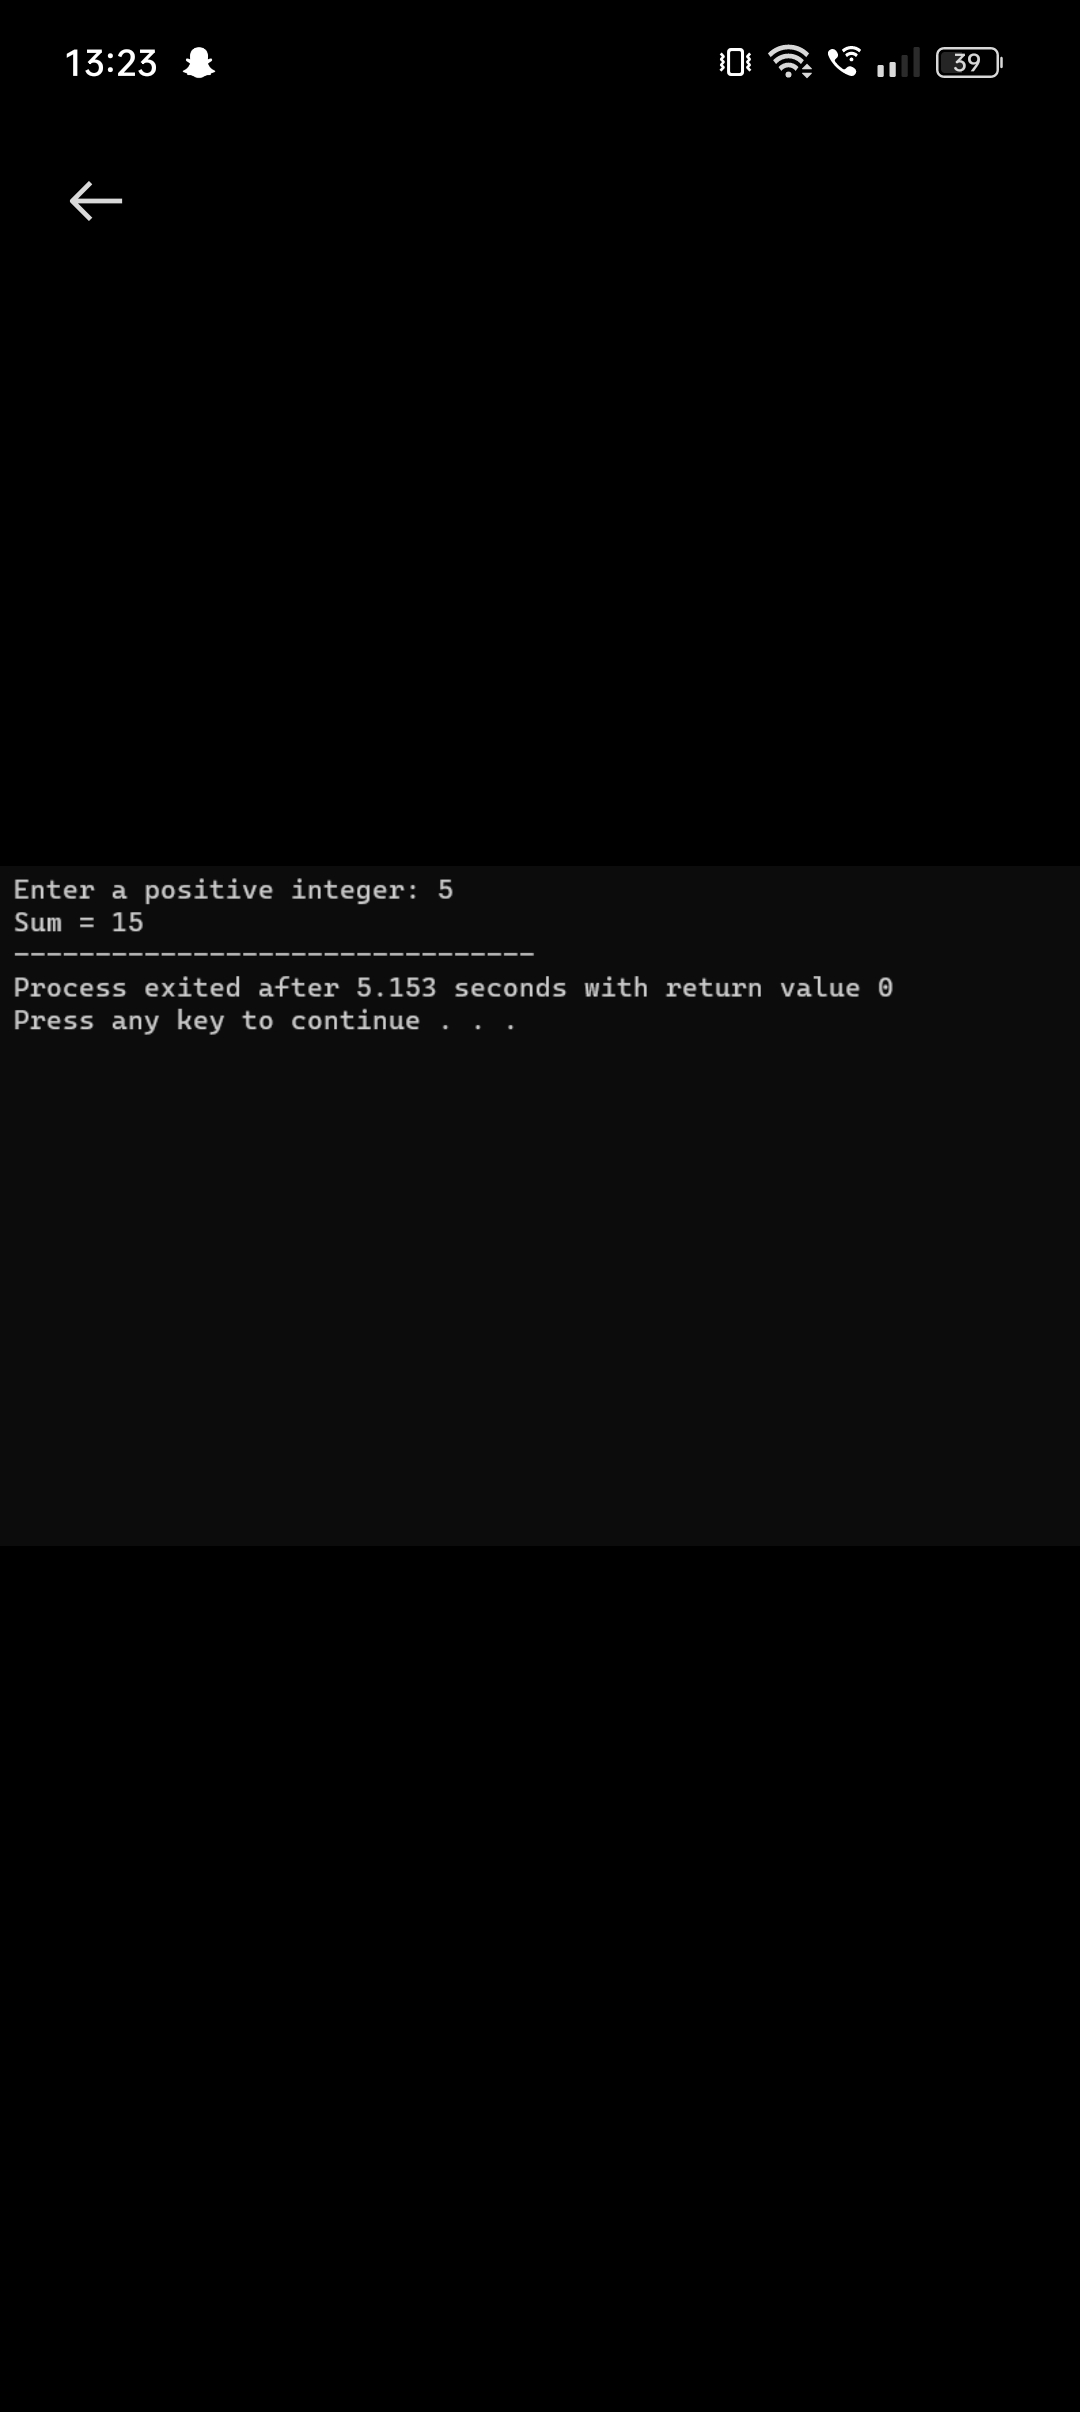 13:23
39
Enter a positive integer: 5
Sum = 15
--------------------------------
Process exited after 5.153 seconds with return value 0
Press any key to continue . . .